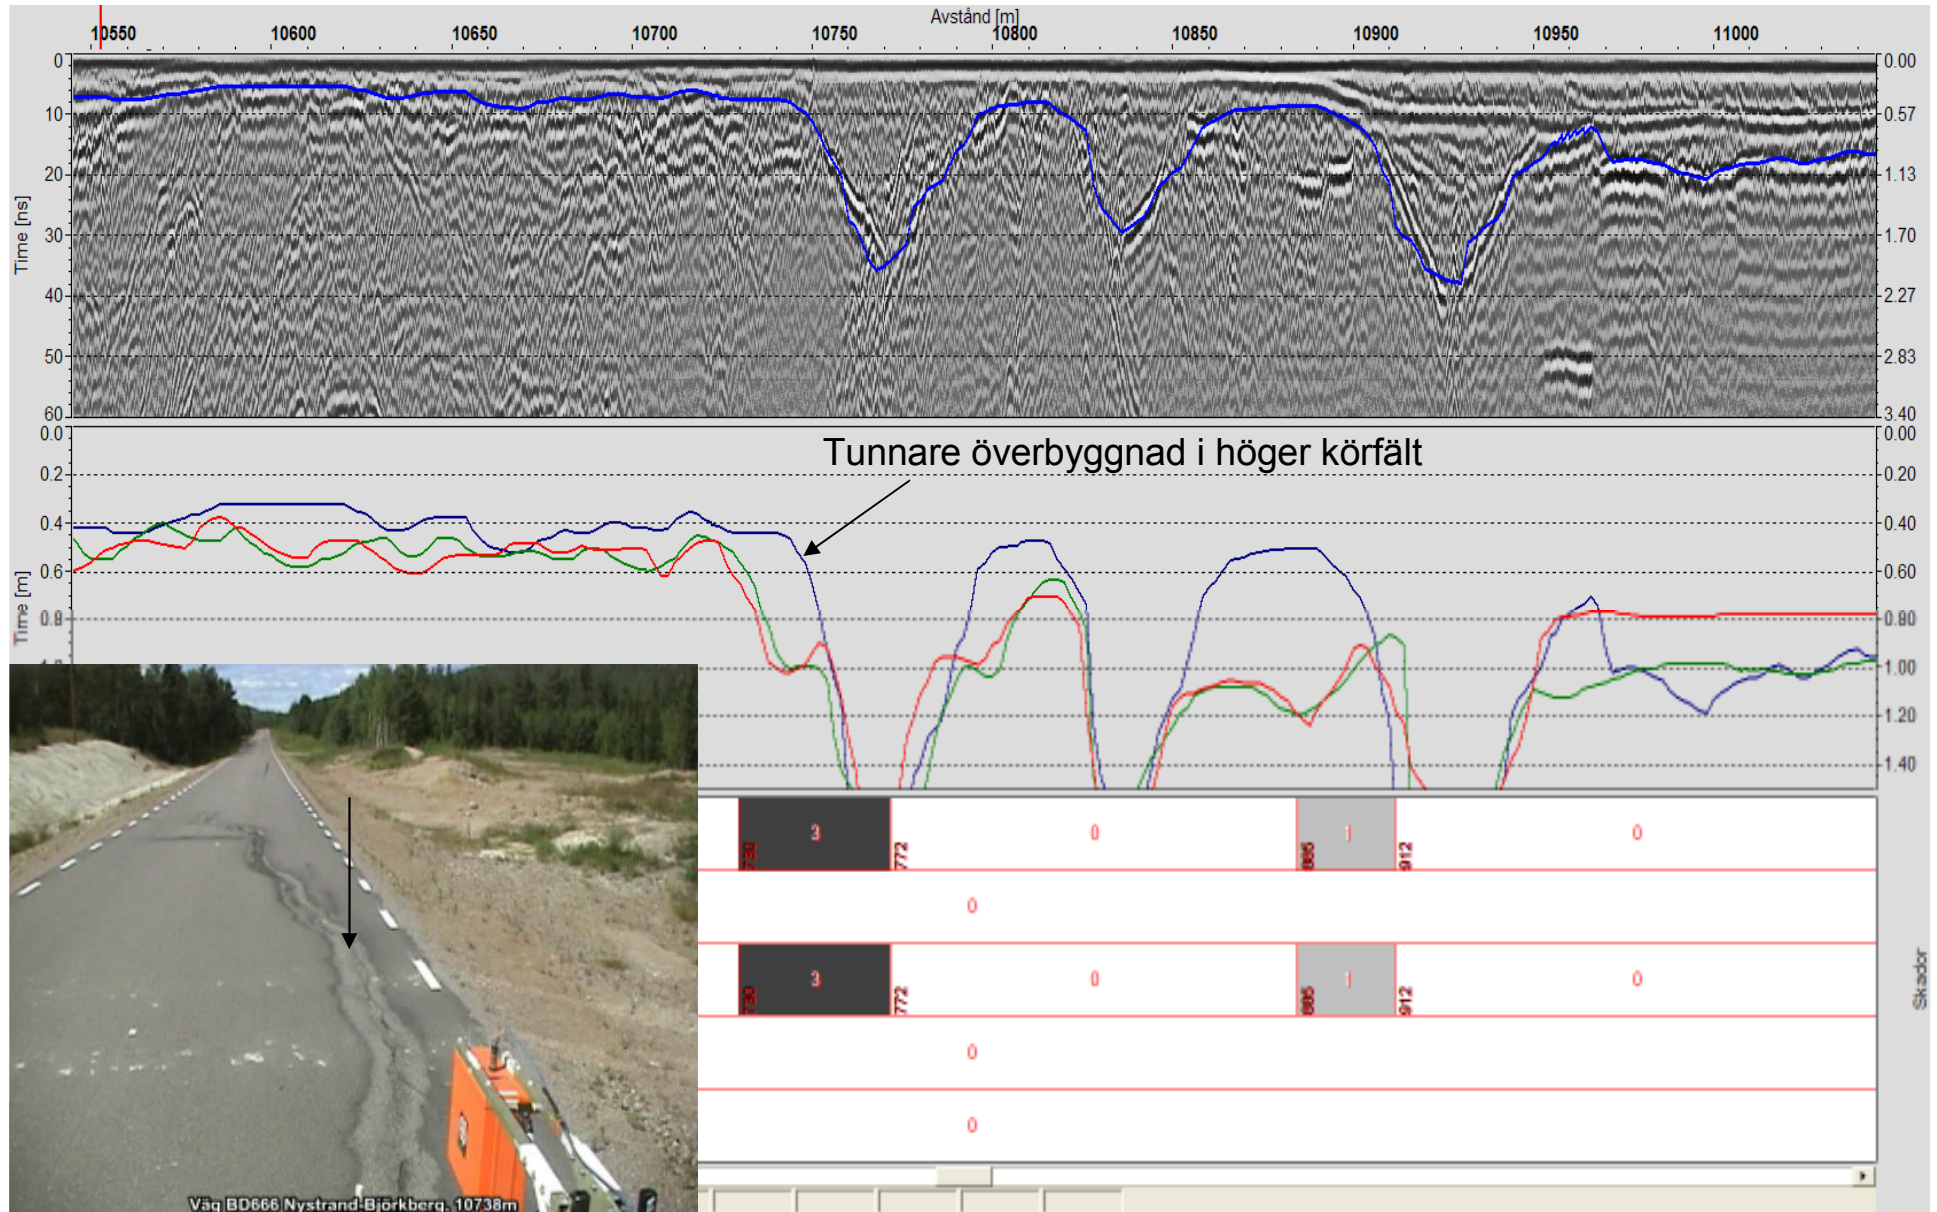 Avstånd [m]
10550 10600 10650 10700 10750 10800 10850 10900 10950 11000
0 0.00
10 0.57
20 1.13
30 1.70
40 2.27
50 2.83
60 3.40
Time [ns]
0.0 0.00
Tunnare överbyggnad i höger körfält
0.2 0.20
0.4 0.40
0.6 0.60
0.8 0.80
1.00
1.20
1.40
Time [m]
730 3 772 0 885 1 912 0
0
730 3 772 0 885 1 912 0
0
0
Skador
Väg BD666 Nystrand-Björkberg, 10738m